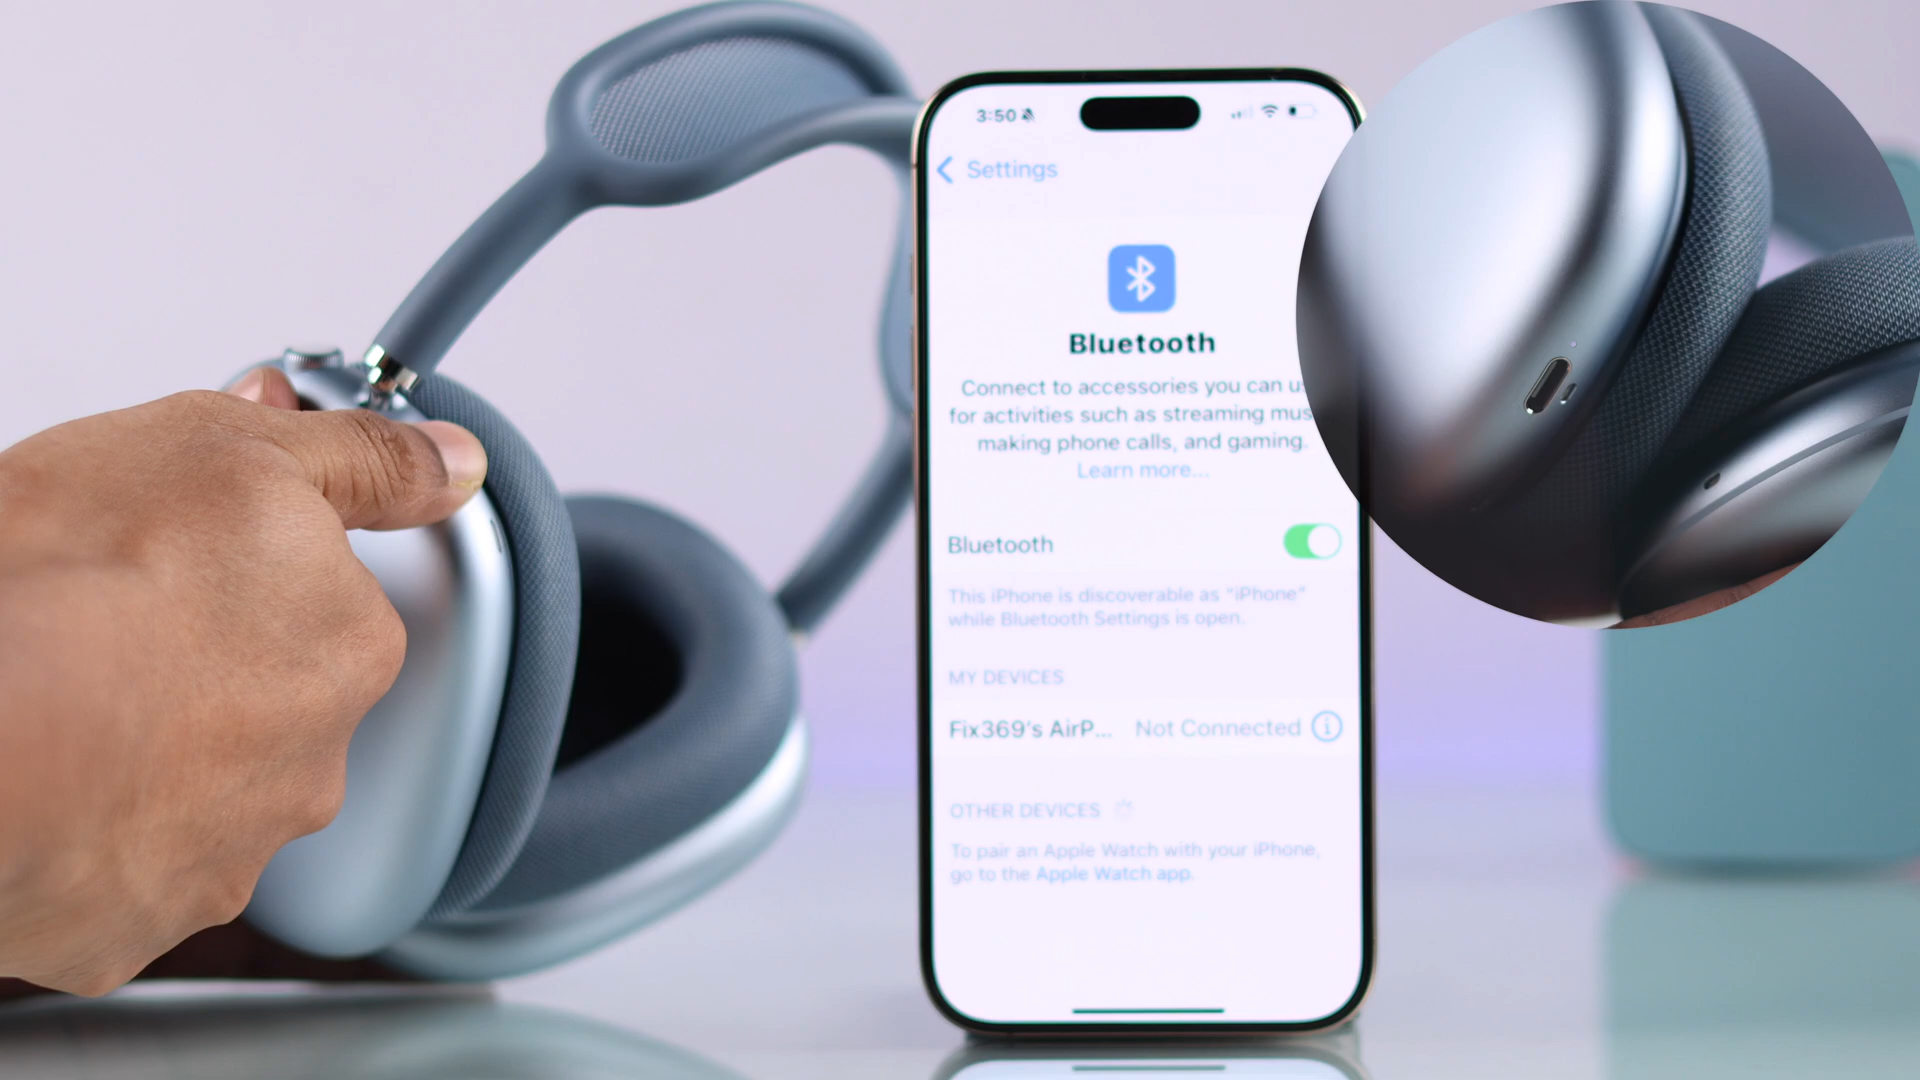 3:50
Settings
Bluetooth
Connect to accessories you can u
for activities such as streaming mus
making phone calls, and gaming.
Learn more...
Bluetooth
This iPhone is discoverable as "iPhone"
while Bluetooth Settings is open.
MY DEVICES
Fix369's AirP... Not Connected
OTHER DEVICES
To pair an Apple Watch with your iPhone,
go to the Apple Watch app.